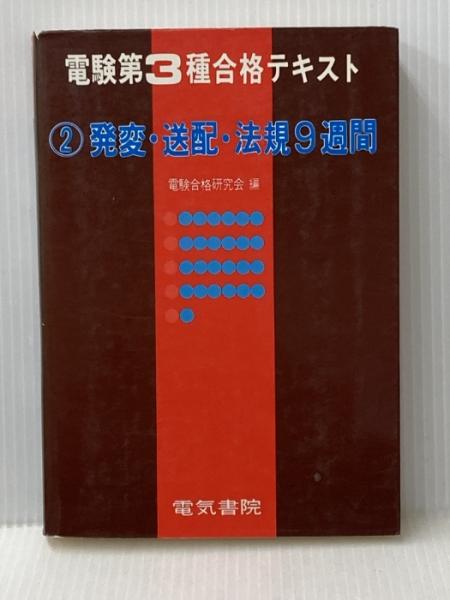 電験第3種合格テキスト
②発変・送配・法規9週間
電験合格研究会 編
電気書院